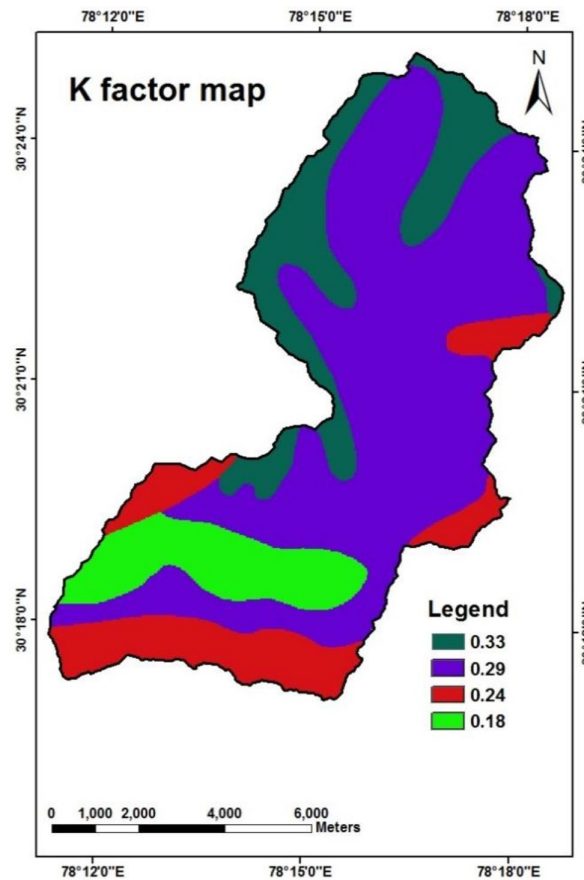 78°12'0"E 78°15'0"E 78°18'0"E
K factor map
N
30°24'0"N
30°21'0"N
30°18'0"N
Legend
0.33
0.29
0.24
0.18
0 1,000 2,000 4,000 6,000
Meters
78°12'0"E 78°15'0"E 78°18'0"E